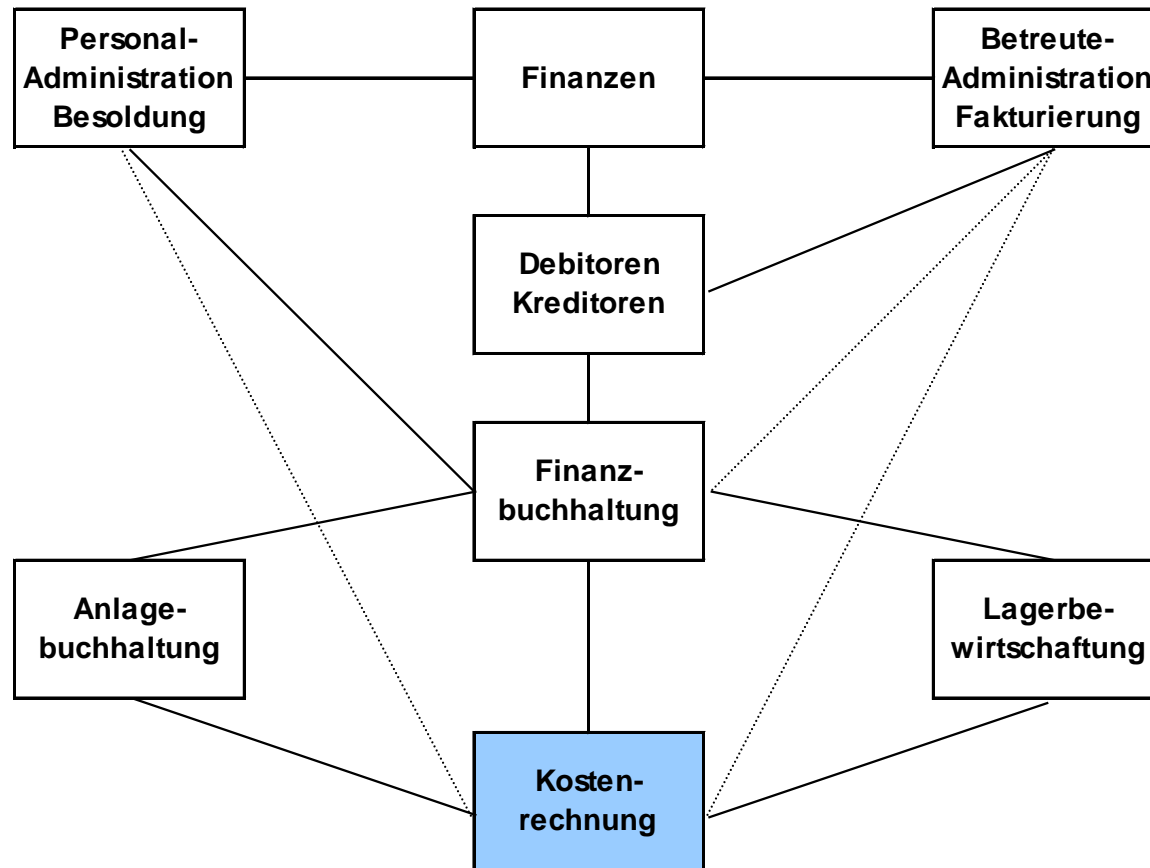 Personal-
Administration
Besoldung
Finanzen
Betreute-
Administration
Fakturierung
Debitoren
Kreditoren
Finanz-
buchhaltung
Anlage-
buchhaltung
Lagerbe-
wirtschaftung
Kosten-
rechnung